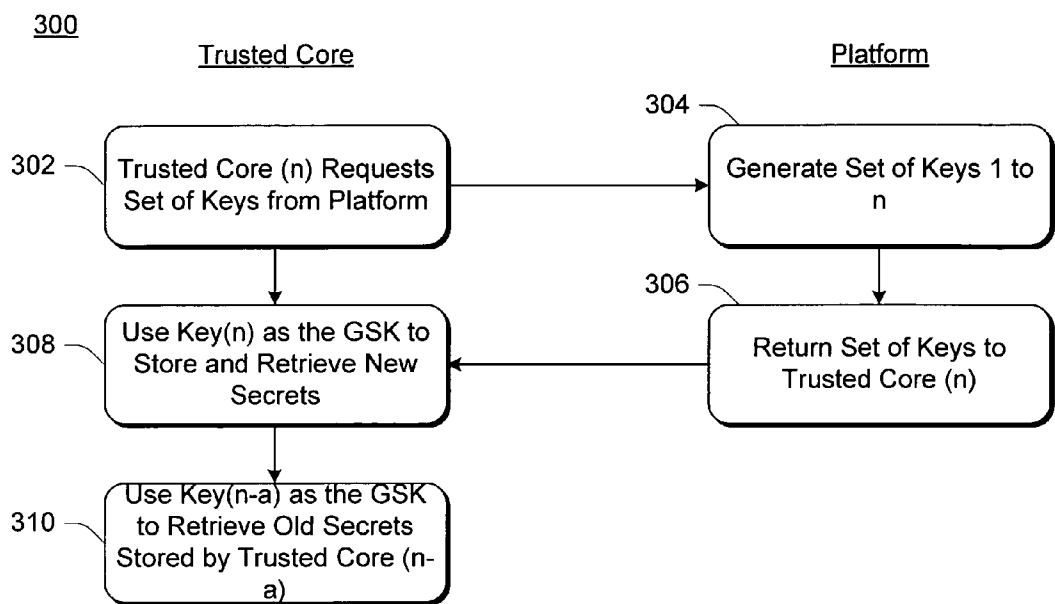 300
Trusted Core
Platform
302
Trusted Core (n) Requests
Set of Keys from Platform
304
Generate Set of Keys 1 to
n
306
Return Set of Keys to
Trusted Core (n)
308
Use Key(n) as the GSK to
Store and Retrieve New
Secrets
310
Use Key(n-a) as the GSK
to Retrieve Old Secrets
Stored by Trusted Core (n-
a)